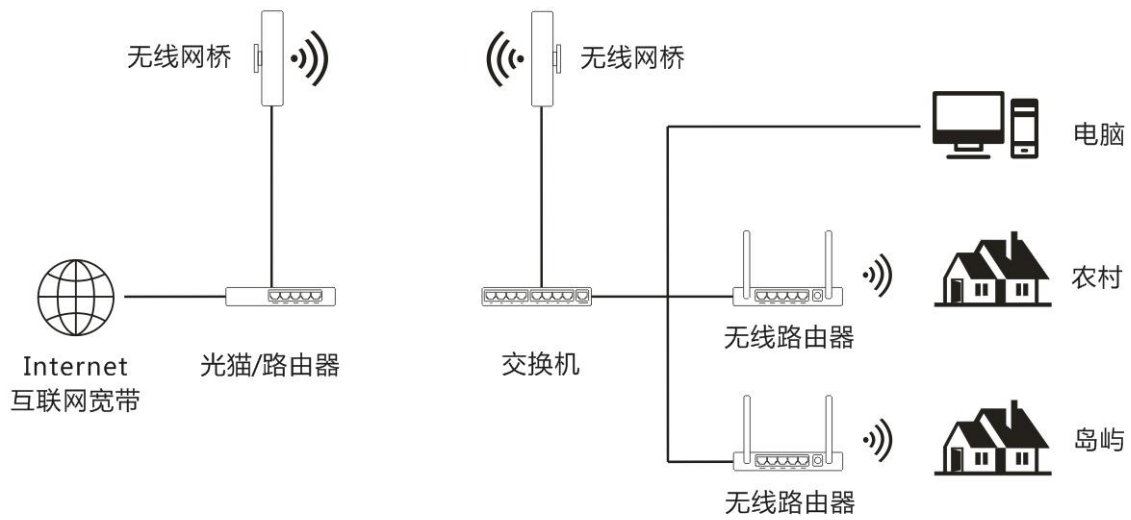 无线网桥
无线网桥
电脑
农村
无线路由器
Internet
互联网宽带
光猫/路由器
交换机
岛屿
无线路由器